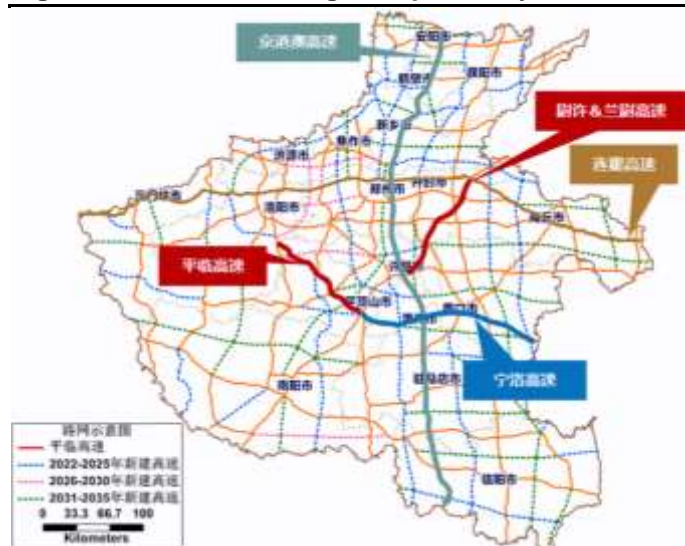 安阳市
京港澳高速
鹤壁市
濮阳市
新乡市
尉许&兰尉高速
焦作市
济源市
连霍高速
三门峡市
郑州市
开封市
洛阳市
商丘市
平临高速
平顶山市
周口市
驻马店市
宁洛高速
南阳市
信阳市
路网示意图
平临高速
2022-2025年新建高速
2026-2030年新建高速
2031-2035年新建高速
0 33.3 66.7 100
Kilometers